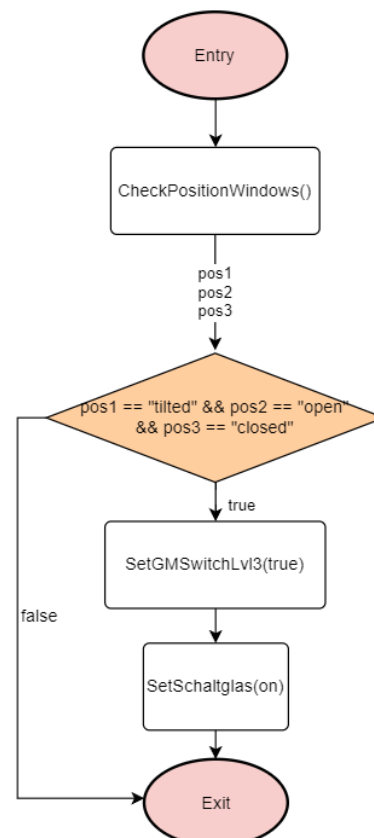 Entry
CheckPositionWindows()
pos1
pos2
pos3
pos1 == "tilted" && pos2 == "open"
&& pos3 == "closed"
true
SetGMSwitchLvl3(true)
false
SetSchaltglas(on)
Exit